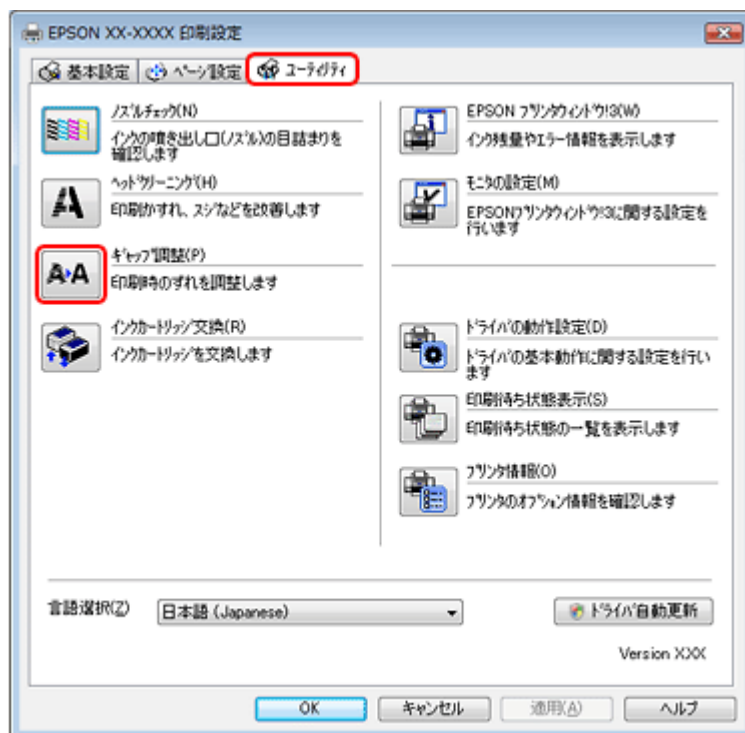 EPSON XX-XXXX 印刷設定
基本設定
ページ設定
ユーティリティ
ノズルチェック(N)
インクの噴き出し口(ノズル)の目詰まりを
確認します
ヘッドクリーニング(H)
印刷かすれ、スジなどを改善します
ギャップ調整(P)
印刷時のずれを調整します
インクカートリッジ交換(R)
インクカートリッジを交換します
EPSON プリンタウィンドウ!3(W)
インク残量やエラー情報を表示します
モニタの設定(M)
EPSONプリンタウィンドウ!3に関する設定を
行います
ドライバの動作設定(D)
ドライバの基本動作に関する設定を行い
ます
印刷待ち状態表示(S)
印刷待ち状態の一覧を表示します
プリンタ情報(O)
プリンタのオプション情報を確認します
言語選択(Z)
日本語 (Japanese)
ドライバ自動更新
Version XXX
OK
キャンセル
適用(A)
ヘルプ